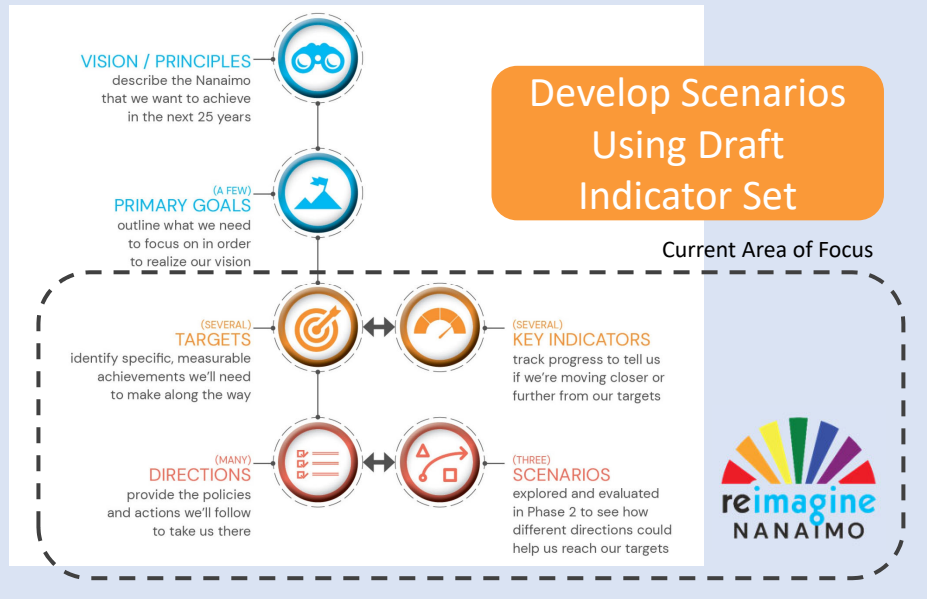 VISION / PRINCIPLES
describe the Nanaimo
that we want to achieve
in the next 25 years
Develop Scenarios
Using Draft
Indicator Set
(A FEW)
PRIMARY GOALS
outline what we need
to focus on in order
to realize our vision
Current Area of Focus
(SEVERAL)
TARGETS
identify specific, measurable
achievements we'll need
to make along the way
(SEVERAL)
KEY INDICATORS
track progress to tell us
if we're moving closer or
further from our targets
(MANY)
DIRECTIONS
provide the policies
and actions we'll follow
to take us there
(THREE)
SCENARIOS
explored and evaluated
in Phase 2 to see how
different directions could
help us reach our targets
reimagine
NANAIMO